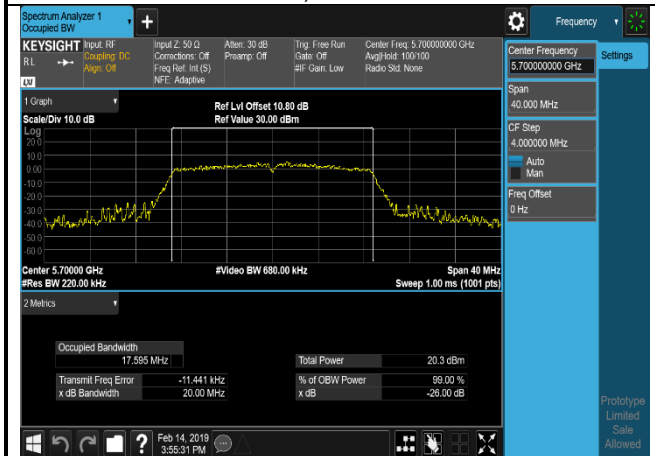 Spectrum Analyzer 1
Occupied BW
Frequency
KEYSIGHT
R L
LXI
Input: RF
Coupling: DC
Align: Off
Input Z: 50 Ω
Corrections: Off
Freq Ref: Int (S)
NFE: Adaptive
Atten: 30 dB
Preamp: Off
Trig: Free Run
Gate: Off
#IF Gain: Low
Center Freq: 5.700000000 GHz
Avg|Hold: 100/100
Radio Std: None
Center Frequency
5.700000000 GHz
Settings
Span
40.000 MHz
CF Step
4.000000 MHz
Auto
Man
Freq Offset
0 Hz
1 Graph
Scale/Div 10.0 dB
Ref Lvl Offset 10.80 dB
Ref Value 30.00 dBm
Log
20.0
10.0
0.00
-10.0
-20.0
-30.0
-40.0
-50.0
-60.0
Center 5.70000 GHz
#Res BW 220.00 kHz
#Video BW 680.00 kHz
Span 40 MHz
Sweep 1.00 ms (1001 pts)
2 Metrics
Occupied Bandwidth
17.595 MHz
Total Power 20.3 dBm
Transmit Freq Error -11.441 kHz
% of OBW Power 99.00 %
x dB Bandwidth 20.00 MHz
x dB -26.00 dB
Prototype
Limited
Sale
Allowed
?
Feb 14, 2019
3:55:31 PM